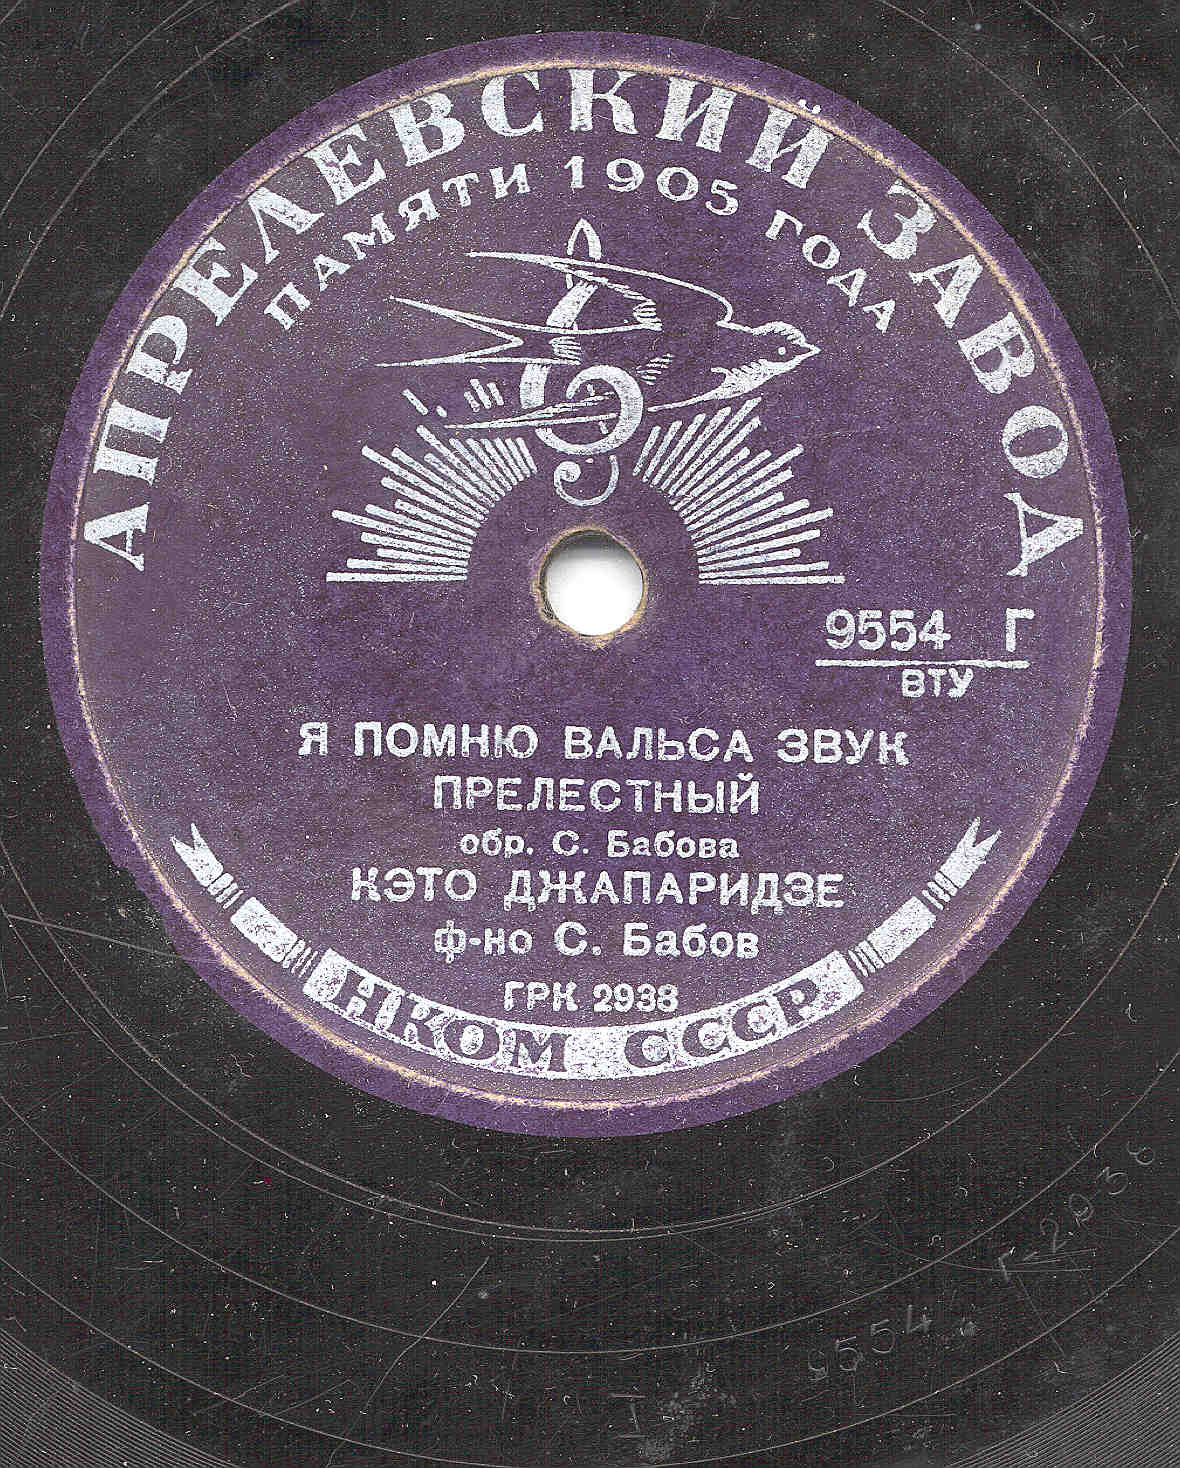 АПРЕЛЕВСКИЙ ЗАВОД
ПАМЯТИ 1905 ГОДА
9554 Г
ВТУ
Я ПОМНЮ ВАЛЬСА ЗВУК
ПРЕЛЕСТНЫЙ
обр. С. Бабова
КЭТО ДЖАПАРИДЗЕ
ф-но С. Бабов
ГРК 2938
НКОМ СССР
Г-2938
9554